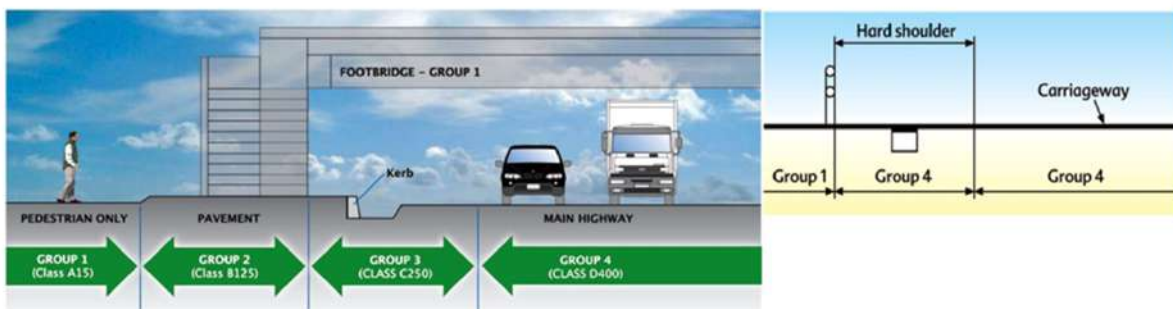 FOOTBRIDGE – GROUP 1
Kerb
PEDESTRIAN ONLY
PAVEMENT
MAIN HIGHWAY
GROUP 1
(Class A15)
GROUP 2
(Class B125)
GROUP 3
(CLASS C250)
GROUP 4
(CLASS D400)
Hard shoulder
Carriageway
Group 1
Group 4
Group 4